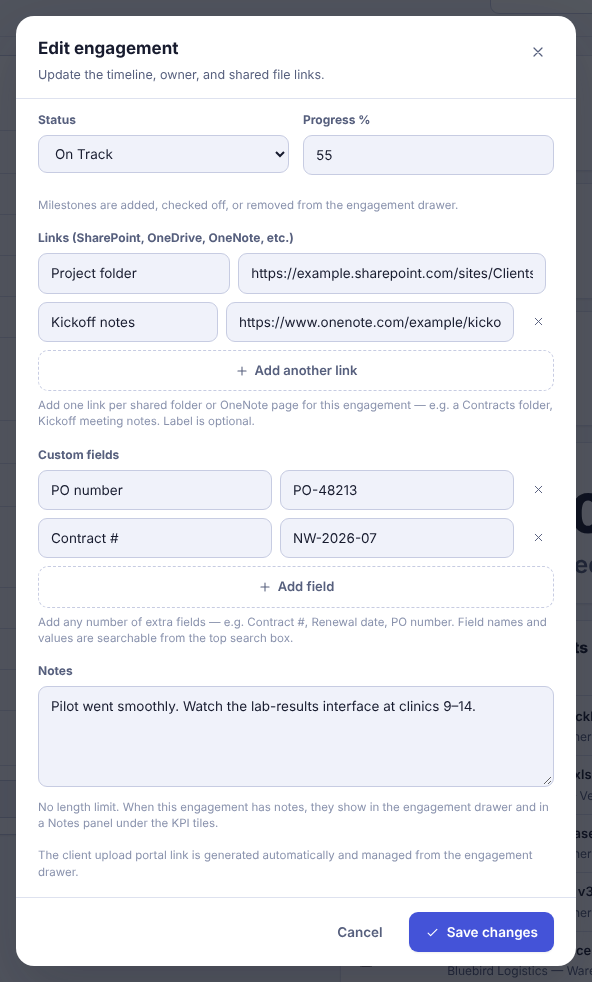 Edit engagement
Update the timeline, owner, and shared file links.
Status
Progress %
On Track
55
Milestones are added, checked off, or removed from the engagement drawer.
Links (SharePoint, OneDrive, OneNote, etc.)
Project folder
https://example.sharepoint.com/sites/Clients
Kickoff notes
https://www.onenote.com/example/kicko
+ Add another link
Add one link per shared folder or OneNote page for this engagement — e.g. a Contracts folder,
Kickoff meeting notes. Label is optional.
Custom fields
PO number
PO-48213
Contract #
NW-2026-07
+ Add field
Add any number of extra fields — e.g. Contract #, Renewal date, PO number. Field names and
values are searchable from the top search box.
Notes
Pilot went smoothly. Watch the lab-results interface at clinics 9–14.
No length limit. When this engagement has notes, they show in the engagement drawer and in
a Notes panel under the KPI tiles.
The client upload portal link is generated automatically and managed from the engagement
drawer.
Cancel
Save changes
Bluebird Logistics —